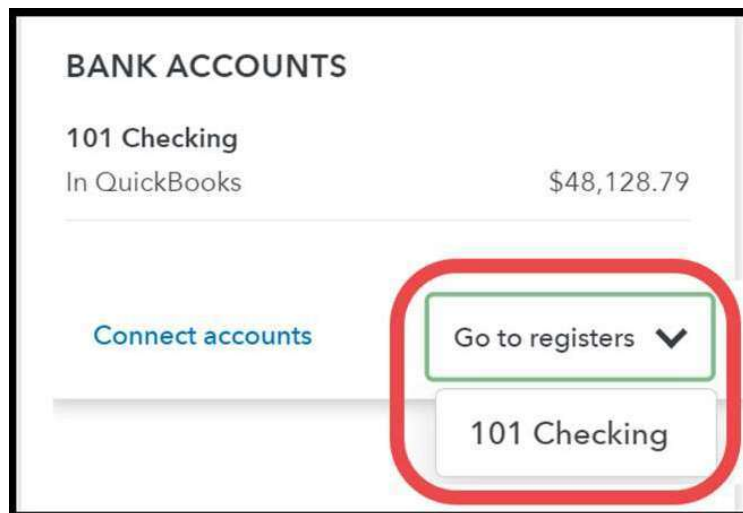 BANK ACCOUNTS
101 Checking
In QuickBooks $48,128.79
Connect accounts Go to registers
101 Checking